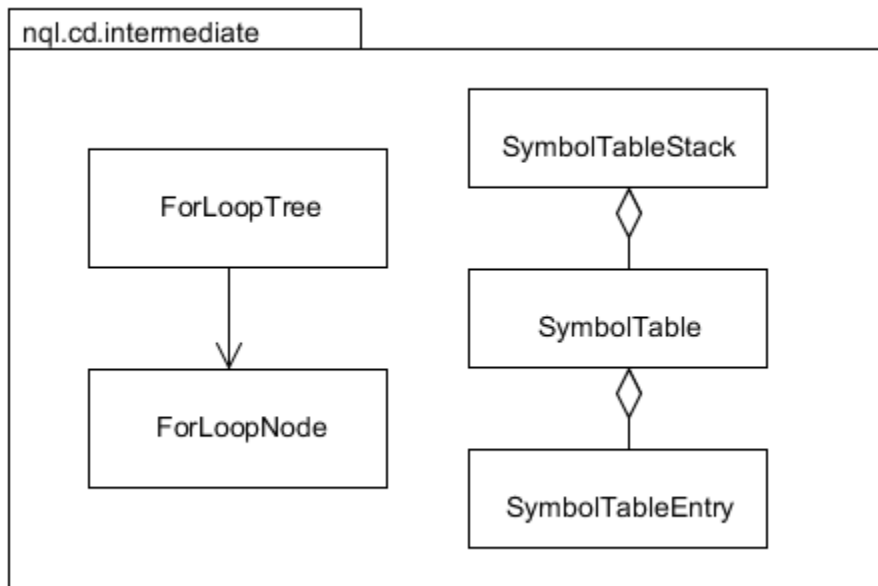 nql.cd.intermediate
SymbolTableStack
ForLoopTree
SymbolTable
ForLoopNode
SymbolTableEntry